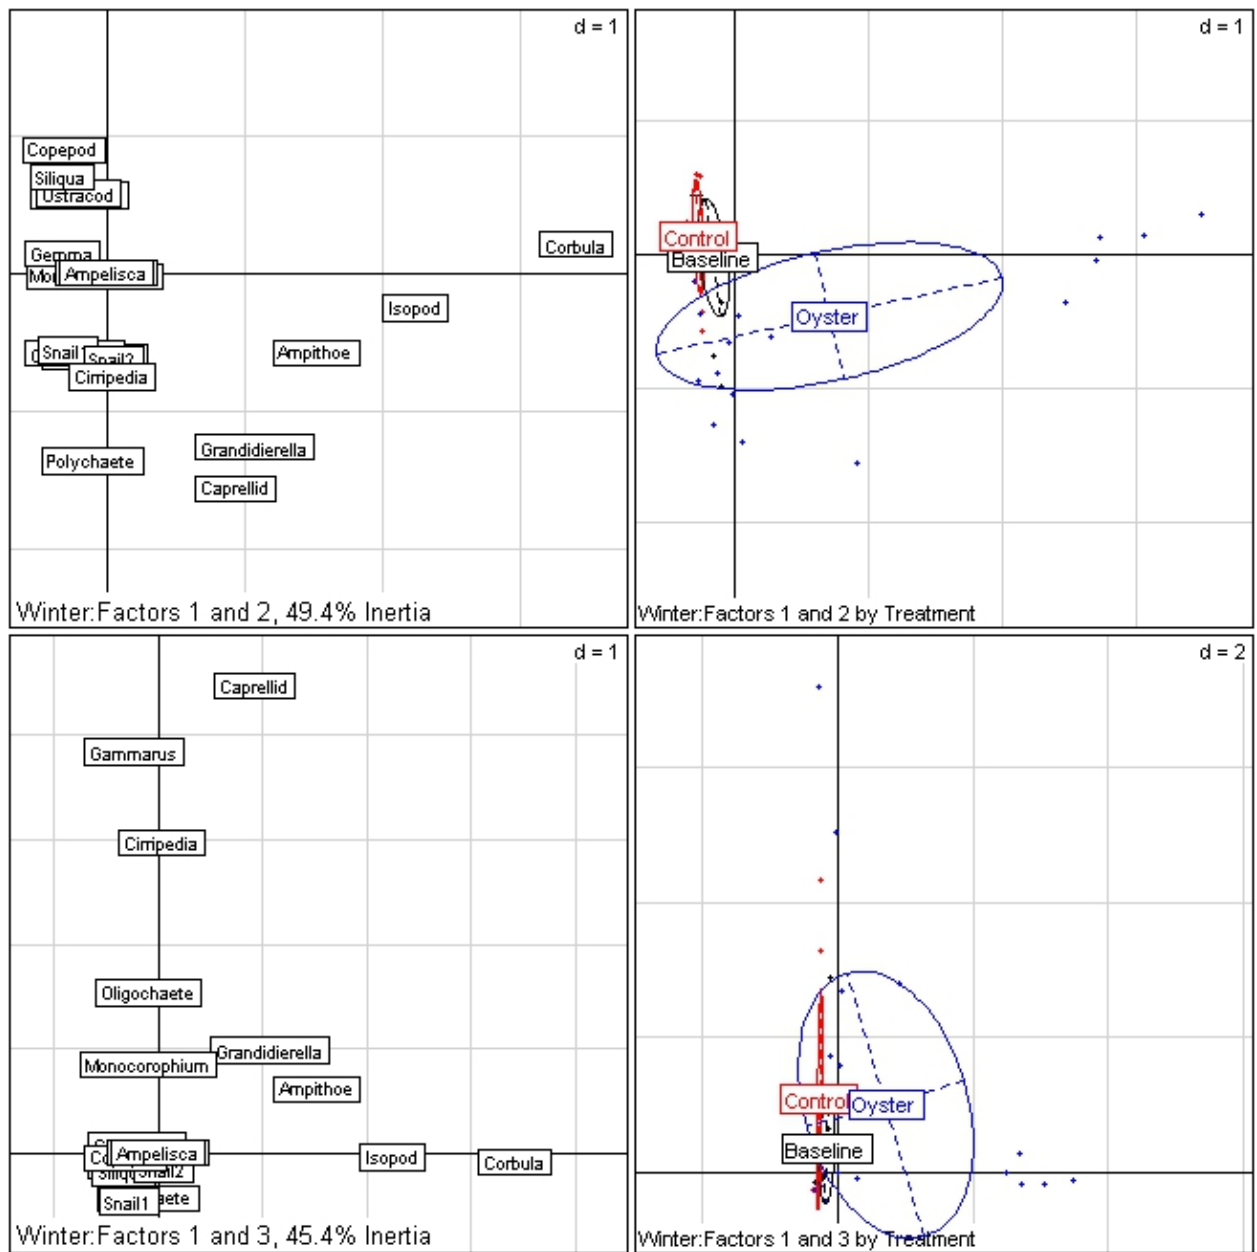 d = 1
Copepod
Siliqua
Ustracod
Gemma
Corbula
Ampelisca
Isopod
Snail1
Snail2
Ampithoe
Cirripedia
Polychaete
Grandidierella
Caprellid
Winter:Factors 1 and 2, 49.4% Inertia
d = 1
Control
Baseline
Oyster
Winter:Factors 1 and 2 by Treatment
d = 1
Caprellid
Gammarus
Cirripedia
Oligochaete
Grandidierella
Monocorophium
Ampithoe
Ampelisca
Isopod
Corbula
Snail2
Snail1
Winter:Factors 1 and 3, 45.4% Inertia
d = 2
Control
Oyster
Baseline
Winter:Factors 1 and 3 by Treatment